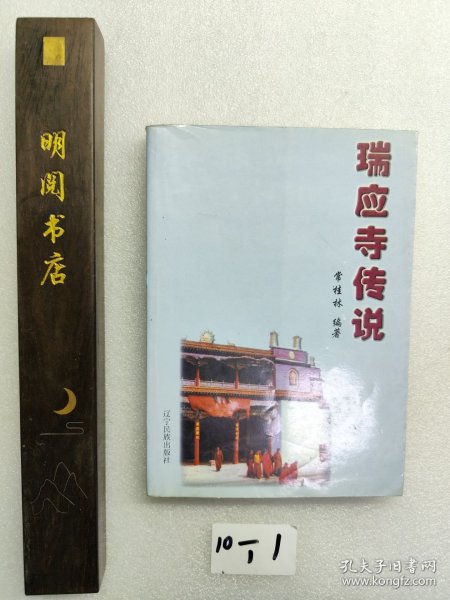 明阅书店
瑞应寺传说
常桂林 编著
辽宁民族出版社
10-1 1
孔夫子旧书网
www.kongfz.com